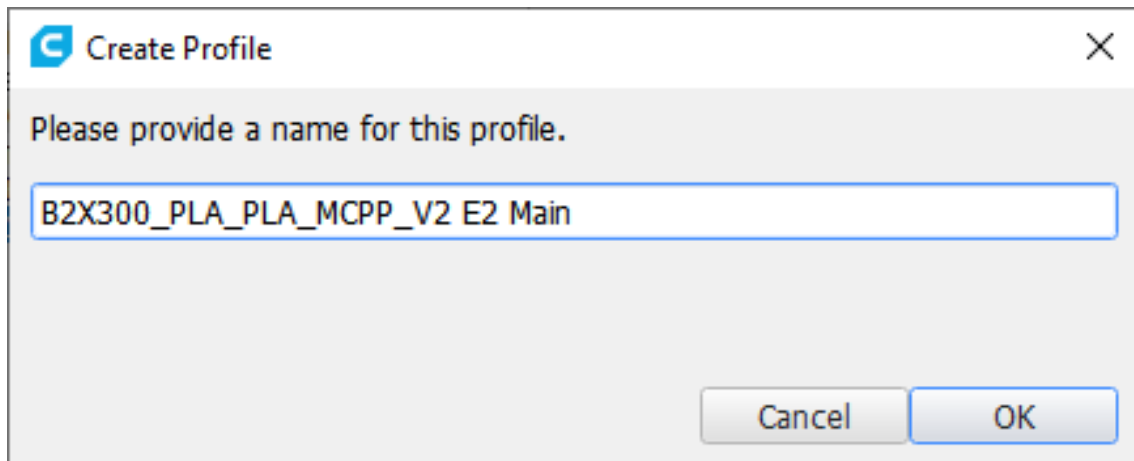 Create Profile
Please provide a name for this profile.
B2X300_PLA_PLA_MCPP_V2 E2 Main
Cancel
OK